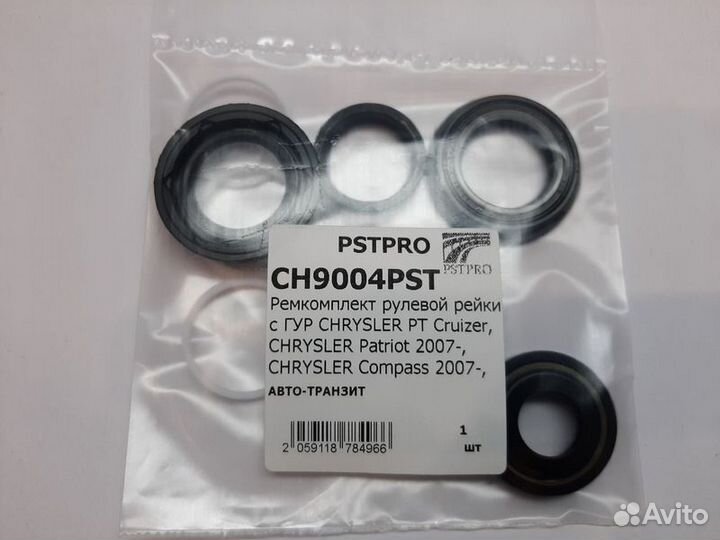 PSTPRO
PSTPRO
CH9004PST
Ремкомплект рулевой рейки
с ГУР CHRYSLER PT Cruizer,
CHRYSLER Patriot 2007-,
CHRYSLER Compass 2007-,
АВТО-ТРАНЗИТ
2 059118 784966
1
шт
Avito